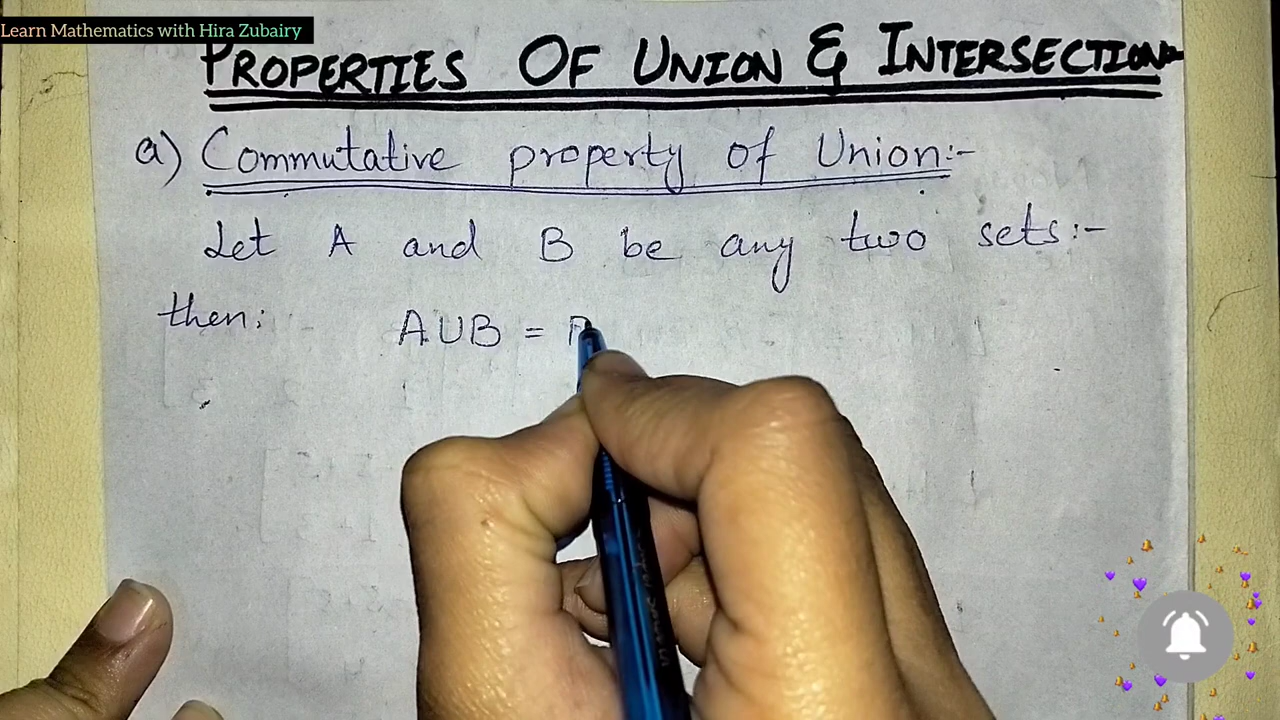 Learn Mathematics with Hira Zubairy
PROPERTIES OF UNION & INTERSECTION:-
a) Commutative property of Union:-
Let A and B be any two sets:-
then: A∪B =